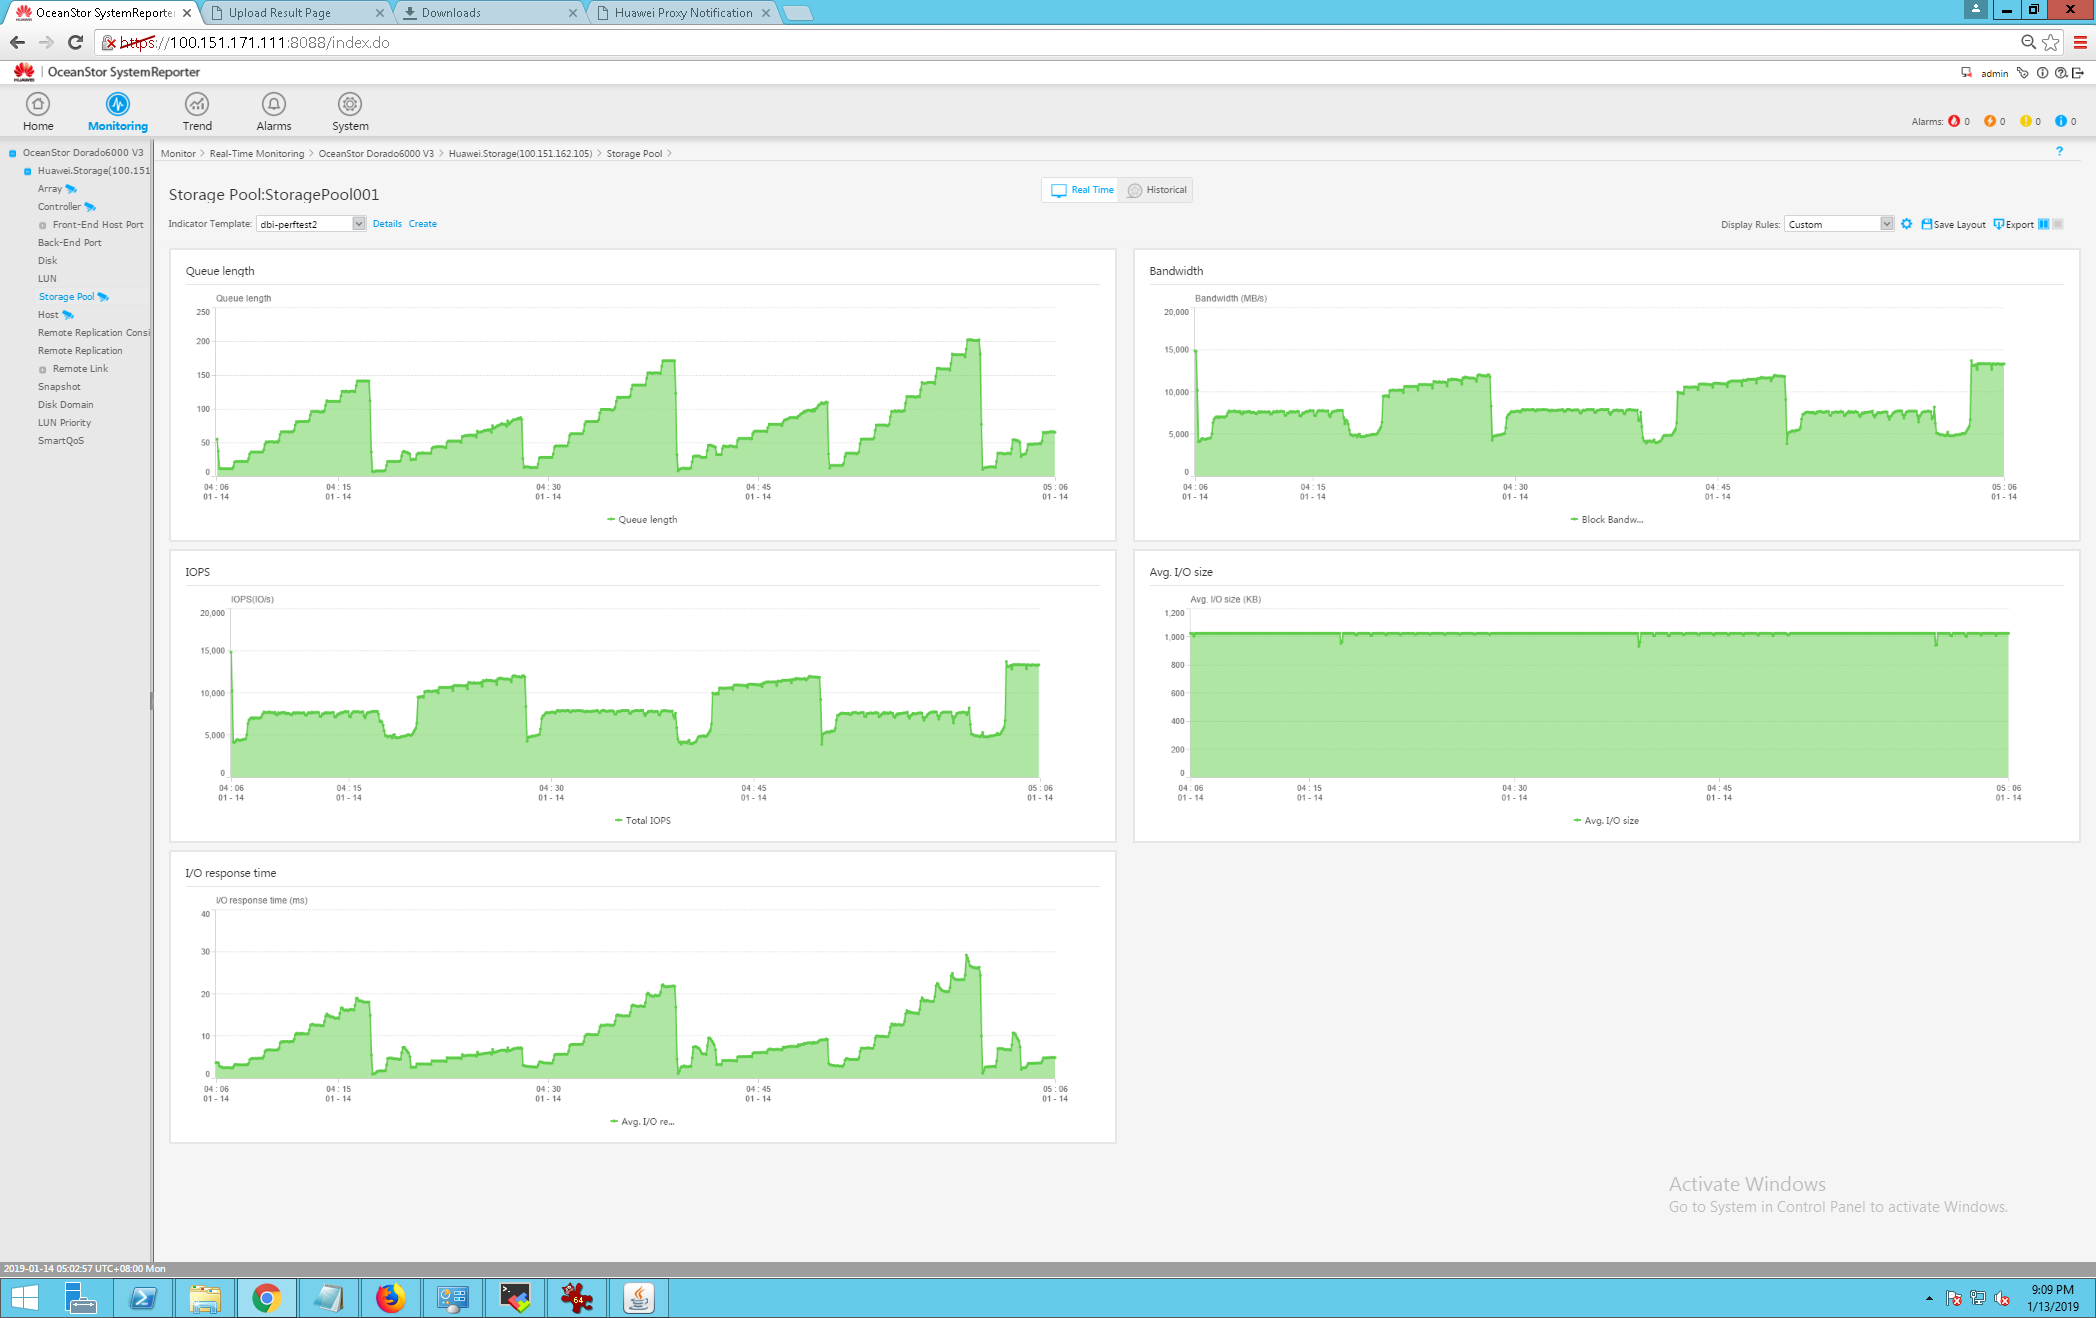 OceanStor SystemReporte
Upload Result Page
Downloads
Huawei Proxy Notification
https://100.151.171.111:8088/index.do
HUAWEI
OceanStor SystemReporter
admin
Home
Monitoring
Trend
Alarms
System
Alarms: 0 0 0 0
OceanStor Dorado6000 V3
Huawei.Storage(100.151
Array
Controller
Front-End Host Port
Back-End Port
Disk
LUN
Storage Pool
Host
Remote Replication Consi
Remote Replication
Remote Link
Snapshot
Disk Domain
LUN Priority
SmartQoS
Monitor > Real-Time Monitoring > OceanStor Dorado6000 V3 > Huawei.Storage(100.151.162.105) > Storage Pool >
?
Storage Pool:StoragePool001
Real Time
Historical
Indicator Template: dbi-perftest2 Details Create
Display Rules: Custom Save Layout Export
Queue length
Queue length
250
200
150
100
50
0
04 : 06 04 : 15 04 : 30 04 : 45 05 : 06
01 - 14 01 - 14 01 - 14 01 - 14 01 - 14
Queue length
Bandwidth
Bandwidth (MB/s)
20,000
15,000
10,000
5,000
0
04 : 06 04 : 15 04 : 30 04 : 45 05 : 06
01 - 14 01 - 14 01 - 14 01 - 14 01 - 14
Block Bandw...
IOPS
IOPS(IO/s)
20,000
15,000
10,000
5,000
0
04 : 06 04 : 15 04 : 30 04 : 45 05 : 06
01 - 14 01 - 14 01 - 14 01 - 14 01 - 14
Total IOPS
Avg. I/O size
Avg. I/O size (KB)
1,200
1,000
800
600
400
200
0
04 : 06 04 : 15 04 : 30 04 : 45 05 : 06
01 - 14 01 - 14 01 - 14 01 - 14 01 - 14
Avg. I/O size
I/O response time
I/O response time (ms)
40
30
20
10
0
04 : 06 04 : 15 04 : 30 04 : 45 05 : 06
01 - 14 01 - 14 01 - 14 01 - 14 01 - 14
Avg. I/O re...
Activate Windows
Go to System in Control Panel to activate Windows.
2019-01-14 05:02:57 UTC+08:00 Mon
64
9:09 PM
1/13/2019